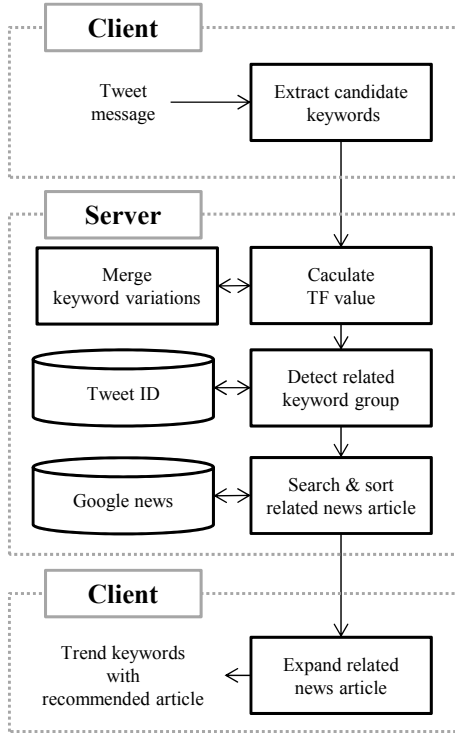 Client
Tweet
message
Extract candidate
keywords
Server
Merge
keyword variations
Caculate
TF value
Tweet ID
Detect related
keyword group
Google news
Search & sort
related news article
Client
Trend keywords
with
recommended article
Expand related
news article